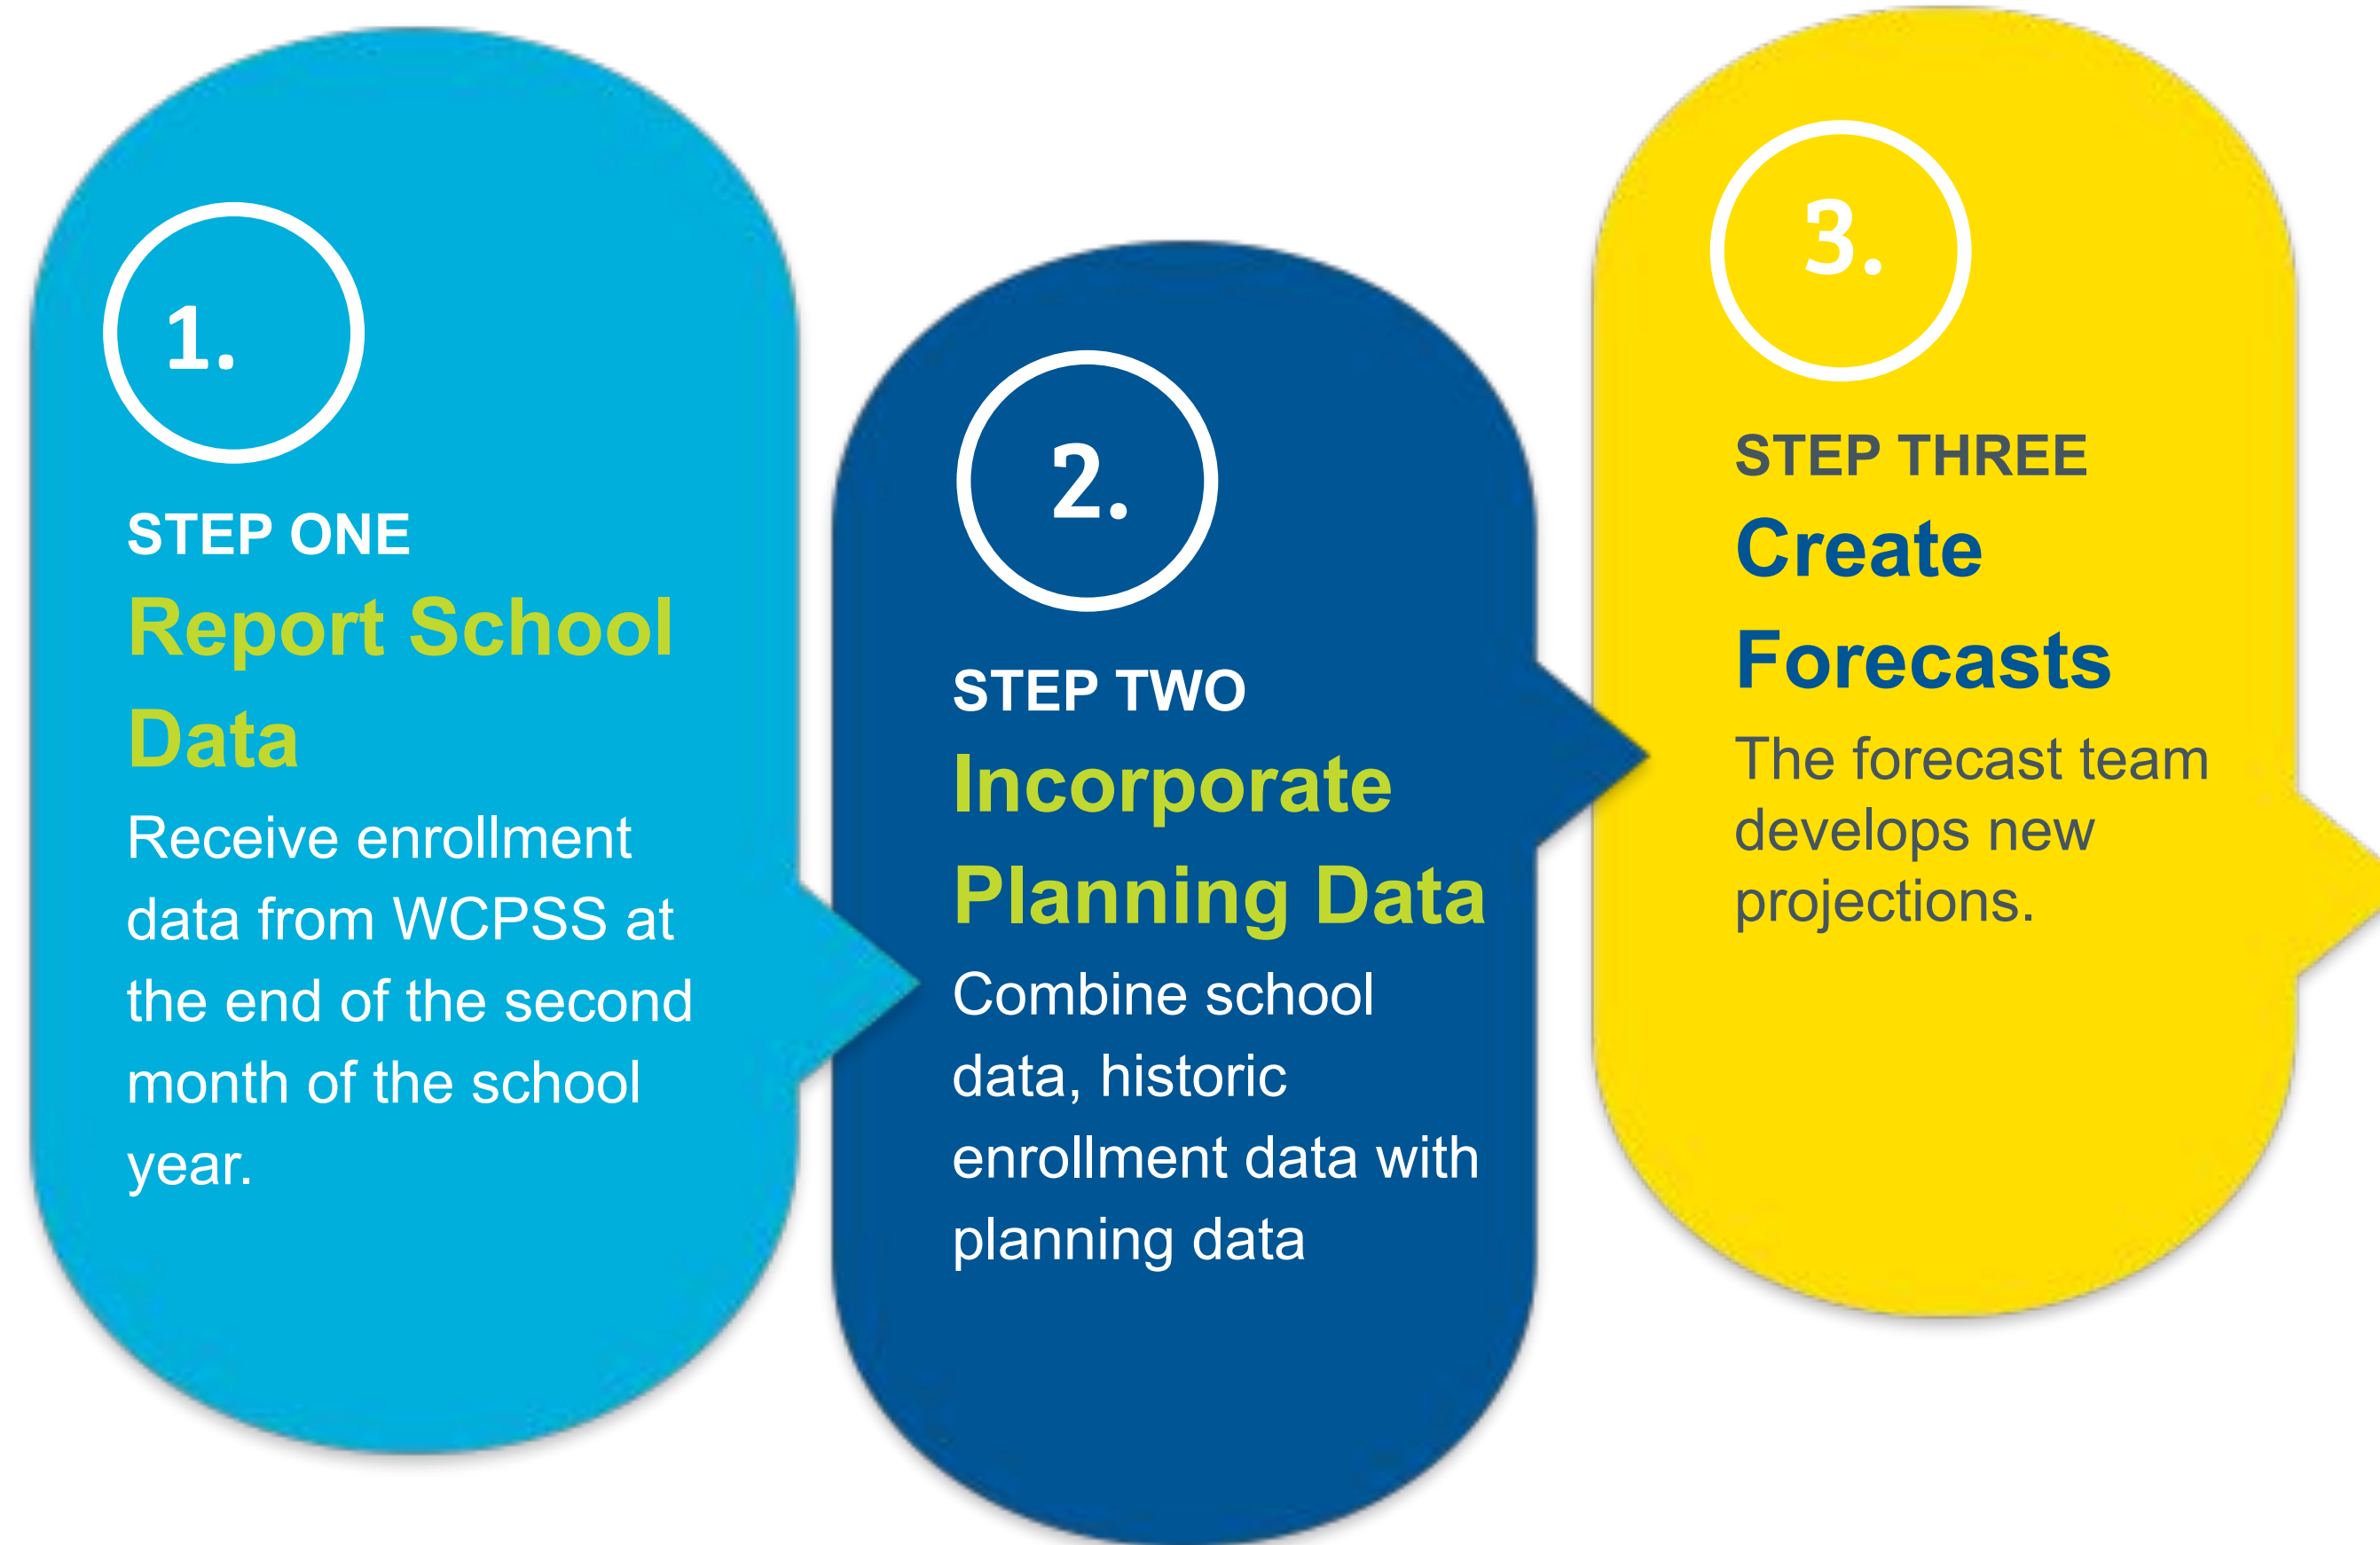 1.
STEP ONE
Report School
Data
Receive enrollment
data from WCPSS at
the end of the second
month of the school
year.
2.
STEP TWO
Incorporate
Planning Data
Combine school
data, historic
enrollment data with
planning data
3.
STEP THREE
Create
Forecasts
The forecast team
develops new
projections.